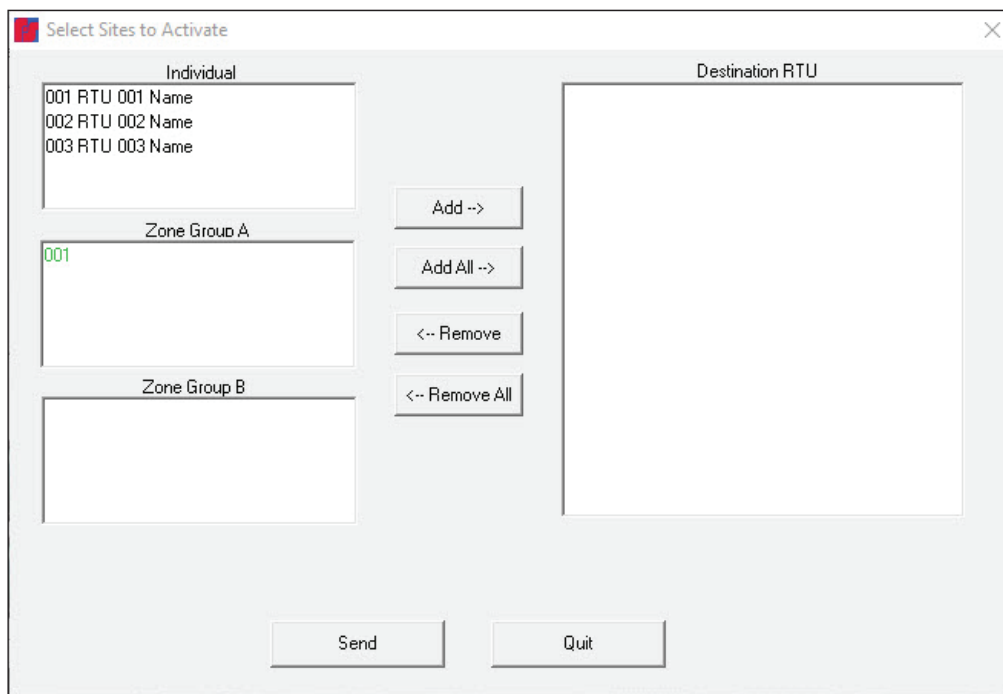 Select Sites to Activate
Individual
001 RTU 001 Name
002 RTU 002 Name
003 RTU 003 Name
Zone Group A
001
Zone Group B
Add -->
Add All -->
<-- Remove
<-- Remove All
Destination RTU
Send
Quit